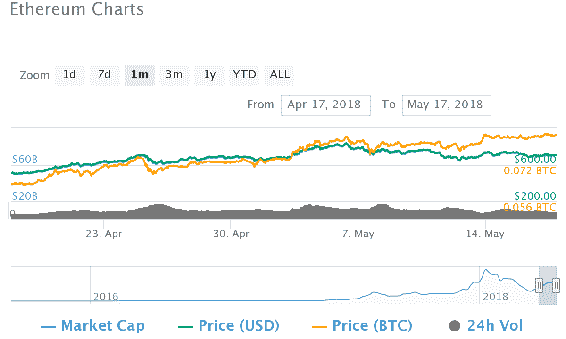 Ethereum Charts
Zoom 1d 7d 1m 3m 1y YTD ALL
From Apr 17, 2018 To May 17, 2018
$60B $600.00
0.072 BTC
$20B $200.00
0 0.056 BTC
23. Apr 30. Apr 7. May 14. May
2016 2018
Market Cap Price (USD) Price (BTC) 24h Vol